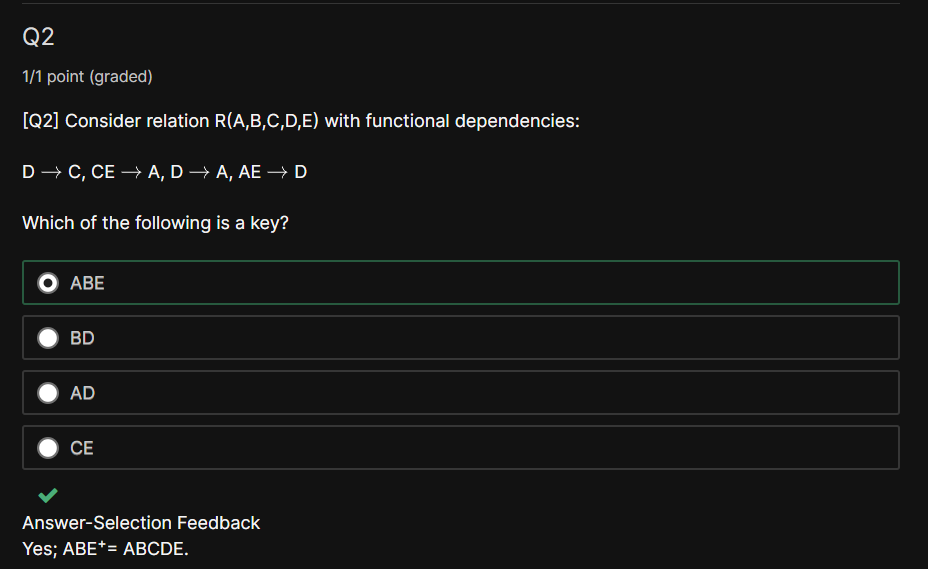 Q2
1/1 point (graded)
[Q2] Consider relation R(A,B,C,D,E) with functional dependencies:
D → C, CE → A, D → A, AE → D
Which of the following is a key?
ABE
BD
AD
CE
Answer-Selection Feedback
Yes; ABE⁺= ABCDE.